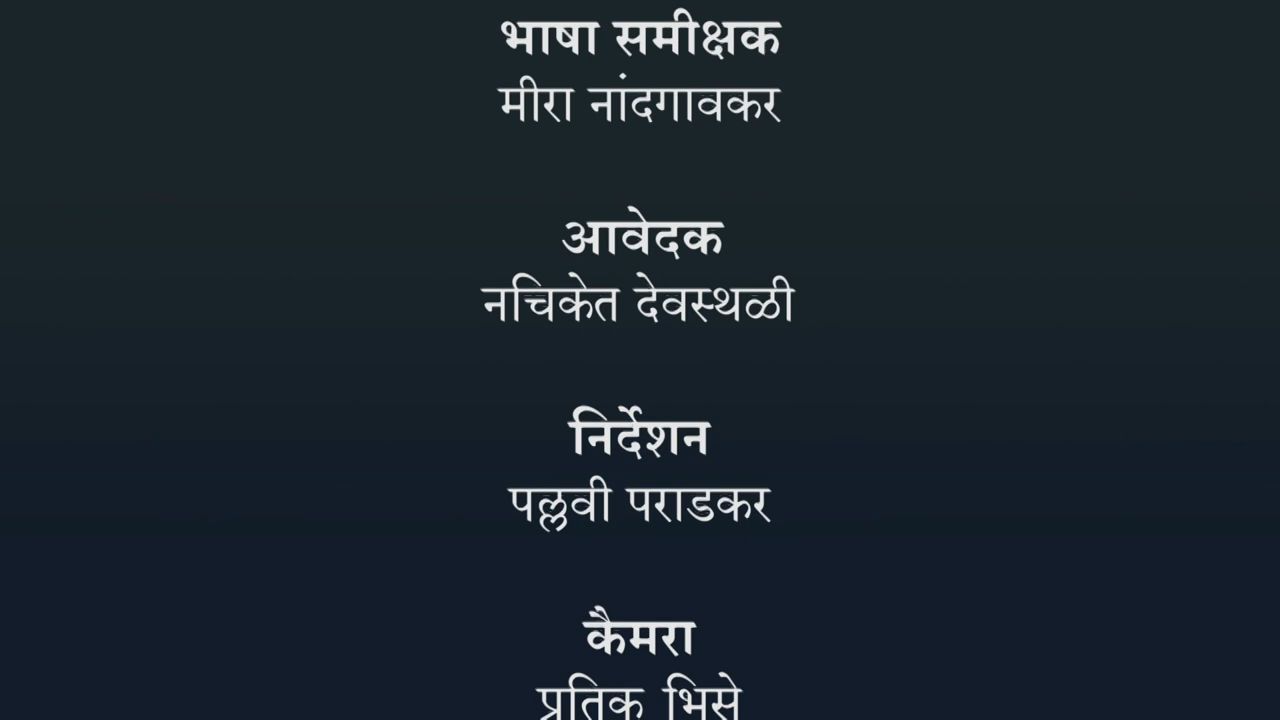 भाषा समीक्षक
मीरा नांदगावकर
आवेदक
नचिकेत देवस्थळी
निर्देशन
पल्लवी पराडकर
कैमरा
प्रतिक भिसे